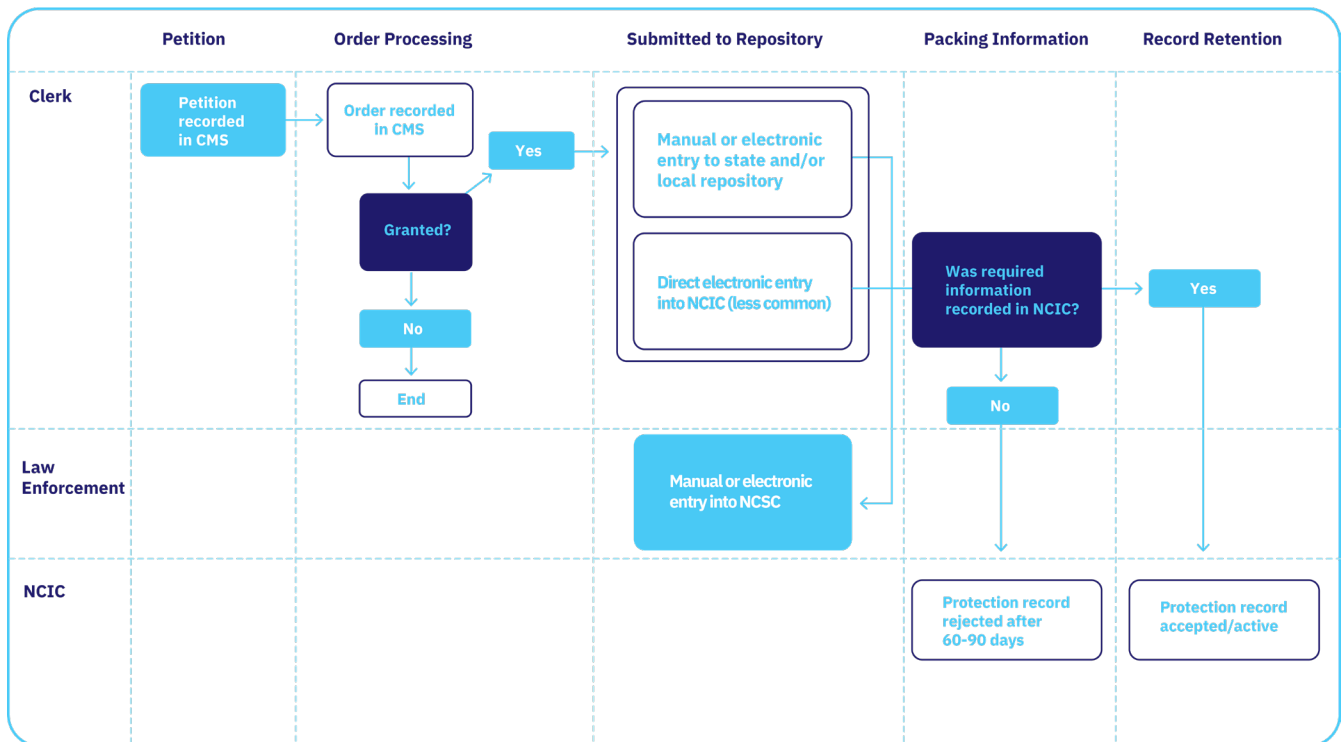 Petition
Order Processing
Submitted to Repository
Packing Information
Record Retention
Clerk
Petition
recorded
in CMS
Order recorded
in CMS
Yes
Granted?
No
End
Manual or electronic
entry to state and/or
local repository
Direct electronic entry
into NCIC (less common)
Was required
information
recorded in NCIC?
Yes
No
Law
Enforcement
Manual or electronic
entry into NCSC
NCIC
Protection record
rejected after
60-90 days
Protection record
accepted/active